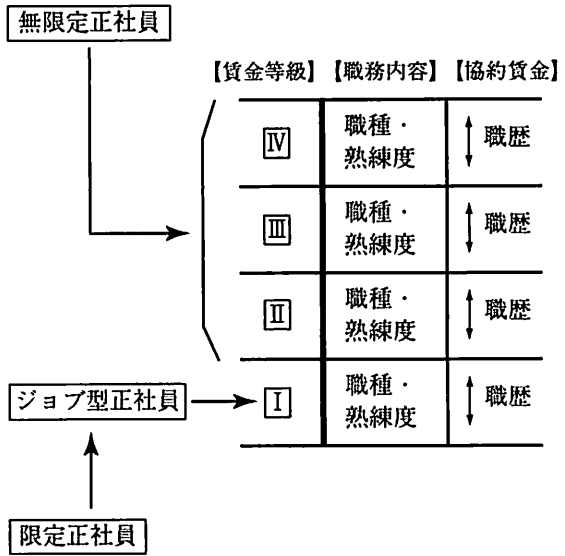 無限定正社員
【賃金等級】【職務内容】【協約賃金】
Ⅳ 職種・熟練度 職歴
Ⅲ 職種・熟練度 職歴
Ⅱ 職種・熟練度 職歴
ジョブ型正社員
Ⅰ 職種・熟練度 職歴
限定正社員